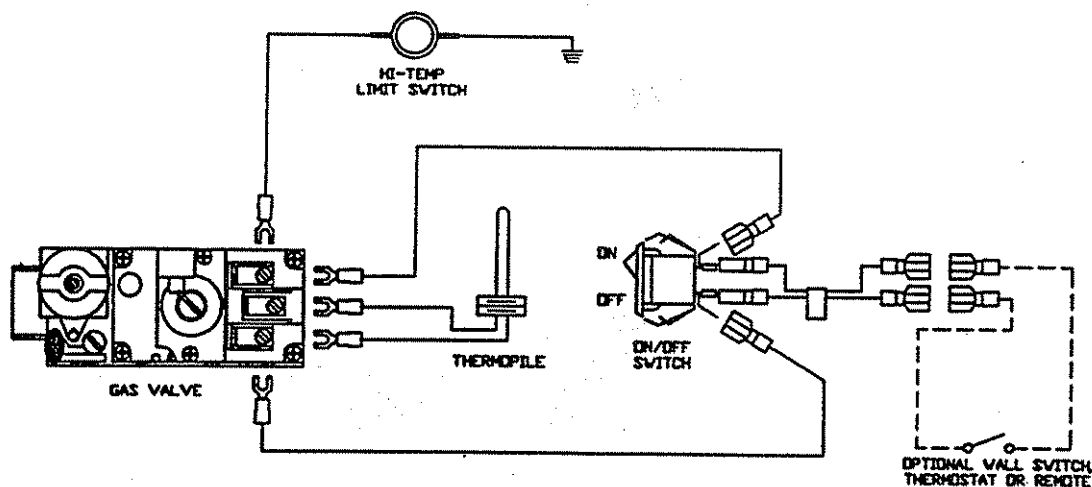 HI-TEMP
LIMIT SWITCH
ON
OFF
THERMOPILE
ON/OFF
SWITCH
GAS VALVE
OPTIONAL WALL SWITCH,
THERMOSTAT OR REMOTE